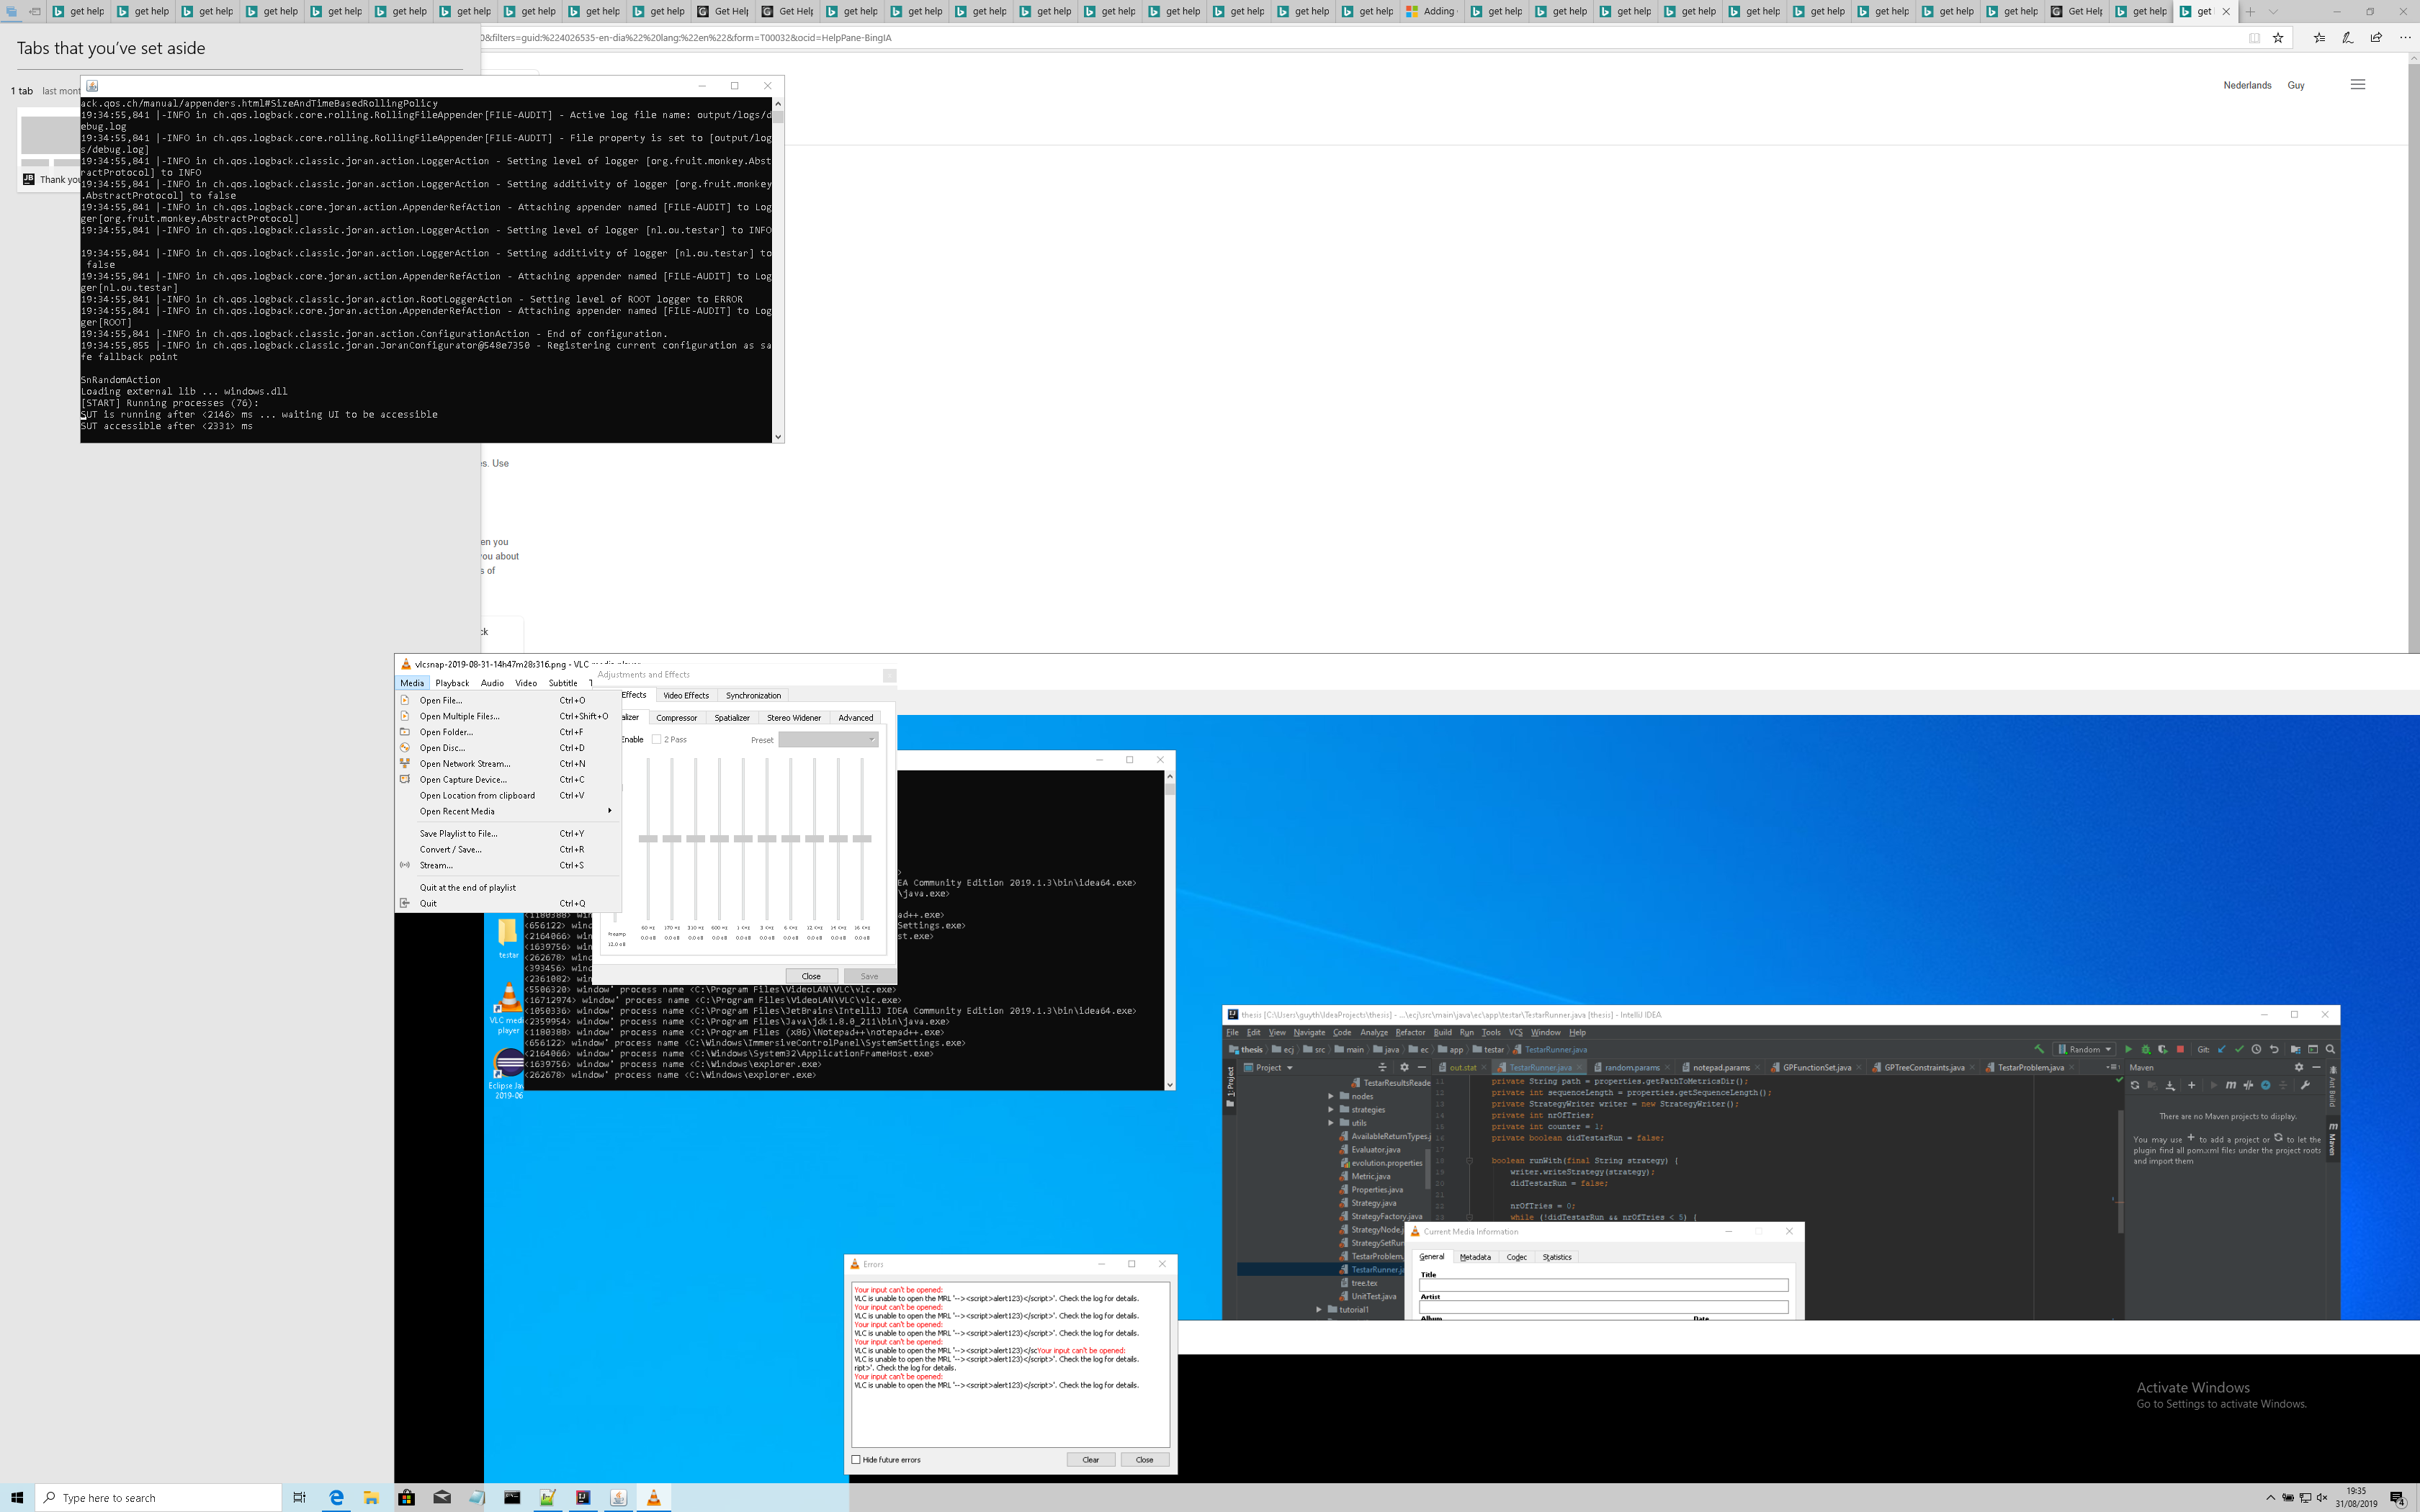 get help
get help
get help
get help
get help
get help
get help
get help
get help
get help
Get Help
Get Help
get help
get help
get help
get help
get help
get help
get help
get help
get help
Adding
get help
get help
get help
get help
get help
get help
get help
get help
get help
Get Help
get help
get
Tabs that you've set aside
0&filters=guid:%224026535-en-dia%22%20lang:%22en%22&form=T00032&ocid=HelpPane-BingIA
1 tab last mont
Thank you
Nederlands Guy
ack.qos.ch/manual/appenders.html#SizeAndTimeBasedRollingPolicy
19:34:55,841 |-INFO in ch.qos.logback.core.rolling.RollingFileAppender[FILE-AUDIT] - Active log file name: output/logs/d
ebug.log
19:34:55,841 |-INFO in ch.qos.logback.core.rolling.RollingFileAppender[FILE-AUDIT] - File property is set to [output/log
s/debug.log]
19:34:55,841 |-INFO in ch.qos.logback.classic.joran.action.LoggerAction - Setting level of logger [org.fruit.monkey.Abst
ractProtocol] to INFO
19:34:55,841 |-INFO in ch.qos.logback.classic.joran.action.LoggerAction - Setting additivity of logger [org.fruit.monkey
.AbstractProtocol] to false
19:34:55,841 |-INFO in ch.qos.logback.core.joran.action.AppenderRefAction - Attaching appender named [FILE-AUDIT] to Log
ger[org.fruit.monkey.AbstractProtocol]
19:34:55,841 |-INFO in ch.qos.logback.classic.joran.action.LoggerAction - Setting level of logger [nl.ou.testar] to INFO
19:34:55,841 |-INFO in ch.qos.logback.classic.joran.action.LoggerAction - Setting additivity of logger [nl.ou.testar] to
false
19:34:55,841 |-INFO in ch.qos.logback.core.joran.action.AppenderRefAction - Attaching appender named [FILE-AUDIT] to Log
ger[nl.ou.testar]
19:34:55,841 |-INFO in ch.qos.logback.classic.joran.action.RootLoggerAction - Setting level of ROOT logger to ERROR
19:34:55,841 |-INFO in ch.qos.logback.core.joran.action.AppenderRefAction - Attaching appender named [FILE-AUDIT] to Log
ger[ROOT]
19:34:55,841 |-INFO in ch.qos.logback.classic.joran.action.ConfigurationAction - End of configuration.
19:34:55,855 |-INFO in ch.qos.logback.classic.joran.JoranConfigurator@548e7350 - Registering current configuration as sa
fe fallback point
SnRandomAction
Loading external lib ... windows.dll
[START] Running processes (76):
SUT is running after <2146> ms ... waiting UI to be accessible
SUT accessible after <2331> ms
es. Use
en you
you about
s of
ck
vlcsnap-2019-08-31-14h47m28s316.png - VLC media player
Media Playback Audio Video Subtitle T
Open File... Ctrl+O
Open Multiple Files... Ctrl+Shift+O
Open Folder... Ctrl+F
Open Disc... Ctrl+D
Open Network Stream... Ctrl+N
Open Capture Device... Ctrl+C
Open Location from clipboard Ctrl+V
Open Recent Media
Save Playlist to File... Ctrl+Y
Convert / Save... Ctrl+R
Stream... Ctrl+S
Quit at the end of playlist
Quit Ctrl+Q
Adjustments and Effects
Effects Video Effects Synchronization
alizer Compressor Spatializer Stereo Widener Advanced
Enable 2 Pass Preset
Preamp
12.0 dB
60 Hz 170 Hz 310 Hz 600 Hz 1 KHz 3 KHz 6 KHz 12 KHz 14 KHz 16 KHz
0.0 dB 0.0 dB 0.0 dB 0.0 dB 0.0 dB 0.0 dB 0.0 dB 0.0 dB 0.0 dB 0.0 dB
Close Save
>
EA Community Edition 2019.1.3\bin\idea64.exe>
\java.exe>
<1180388> win ad++.exe>
<656122> wind Settings.exe>
<2164066> win st.exe>
<1639756> win
<262678> wind
<393456> wind
<2361082> win
<5506320> window' process name <C:\Program Files\VideoLAN\VLC\vlc.exe>
<16712974> window' process name <C:\Program Files\VideoLAN\VLC\vlc.exe>
<1050336> window' process name <C:\Program Files\JetBrains\IntelliJ IDEA Community Edition 2019.1.3\bin\idea64.exe>
<2359954> window' process name <C:\Program Files\Java\jdk1.8.0_211\bin\java.exe>
<1180388> window' process name <C:\Program Files (x86)\Notepad++\notepad++.exe>
<656122> window' process name <C:\Windows\ImmersiveControlPanel\SystemSettings.exe>
<2164066> window' process name <C:\Windows\System32\ApplicationFrameHost.exe>
<1639756> window' process name <C:\Windows\explorer.exe>
<262678> window' process name <C:\Windows\explorer.exe>
testar
VLC medi
player
Eclipse Jav
2019-06
thesis [C:\Users\guyth\IdeaProjects\thesis] - ...\ecj\src\main\java\ec\app\testar\TestarRunner.java [thesis] - IntelliJ IDEA
File Edit View Navigate Code Analyze Refactor Build Run Tools VCS Window Help
thesis ecj src main java ec app testar TestarRunner.java
Random Git:
1: Project
Project
out.stat TestarRunner.java random.params notepad.params GPFunctionSet.java GPTreeConstraints.java TestarProblem.java
TestarResultsReade
nodes
strategies
utils
AvailableReturnTypes.j
Evaluator.java
evolution.properties
Metric.java
Properties.java
Strategy.java
StrategyFactory.java
StrategyNode.j
StrategySetRun
TestarProblem.
TestarRunner.ja
tree.tex
UnitTest.java
tutorial1
11 private String path = properties.getPathToMetricsDir();
12 private int sequenceLength = properties.getSequenceLength();
13 private StrategyWriter writer = new StrategyWriter();
14 private int nrOfTries;
15 private int counter = 1;
16 private boolean didTestarRun = false;
17
18 boolean runWith(final String strategy) {
19 writer.writeStrategy(strategy);
20 didTestarRun = false;
21
22 nrOfTries = 0;
23 while (!didTestarRun && nrOfTries < 5) {
Maven
There are no Maven projects to display.
You may use + to add a project or to let the
plugin find all pom.xml files under the project roots
and import them
Ant Build
Maven
Current Media Information
General Metadata Codec Statistics
Title
Artist
Album Date
Errors
Your input can't be opened:
VLC is unable to open the MRL '--><script>alert123)</script>'. Check the log for details.
Your input can't be opened:
VLC is unable to open the MRL '--><script>alert123)</script>'. Check the log for details.
Your input can't be opened:
VLC is unable to open the MRL '--><script>alert123)</script>'. Check the log for details.
Your input can't be opened:
VLC is unable to open the MRL '--><script>alert123)</scYour input can't be opened:
VLC is unable to open the MRL '--><script>alert123)</script>'. Check the log for details.
ript>'. Check the log for details.
Your input can't be opened:
VLC is unable to open the MRL '--><script>alert123)</script>'. Check the log for details.
Hide future errors Clear Close
Activate Windows
Go to Settings to activate Windows.
Type here to search
19:35
31/08/2019
4